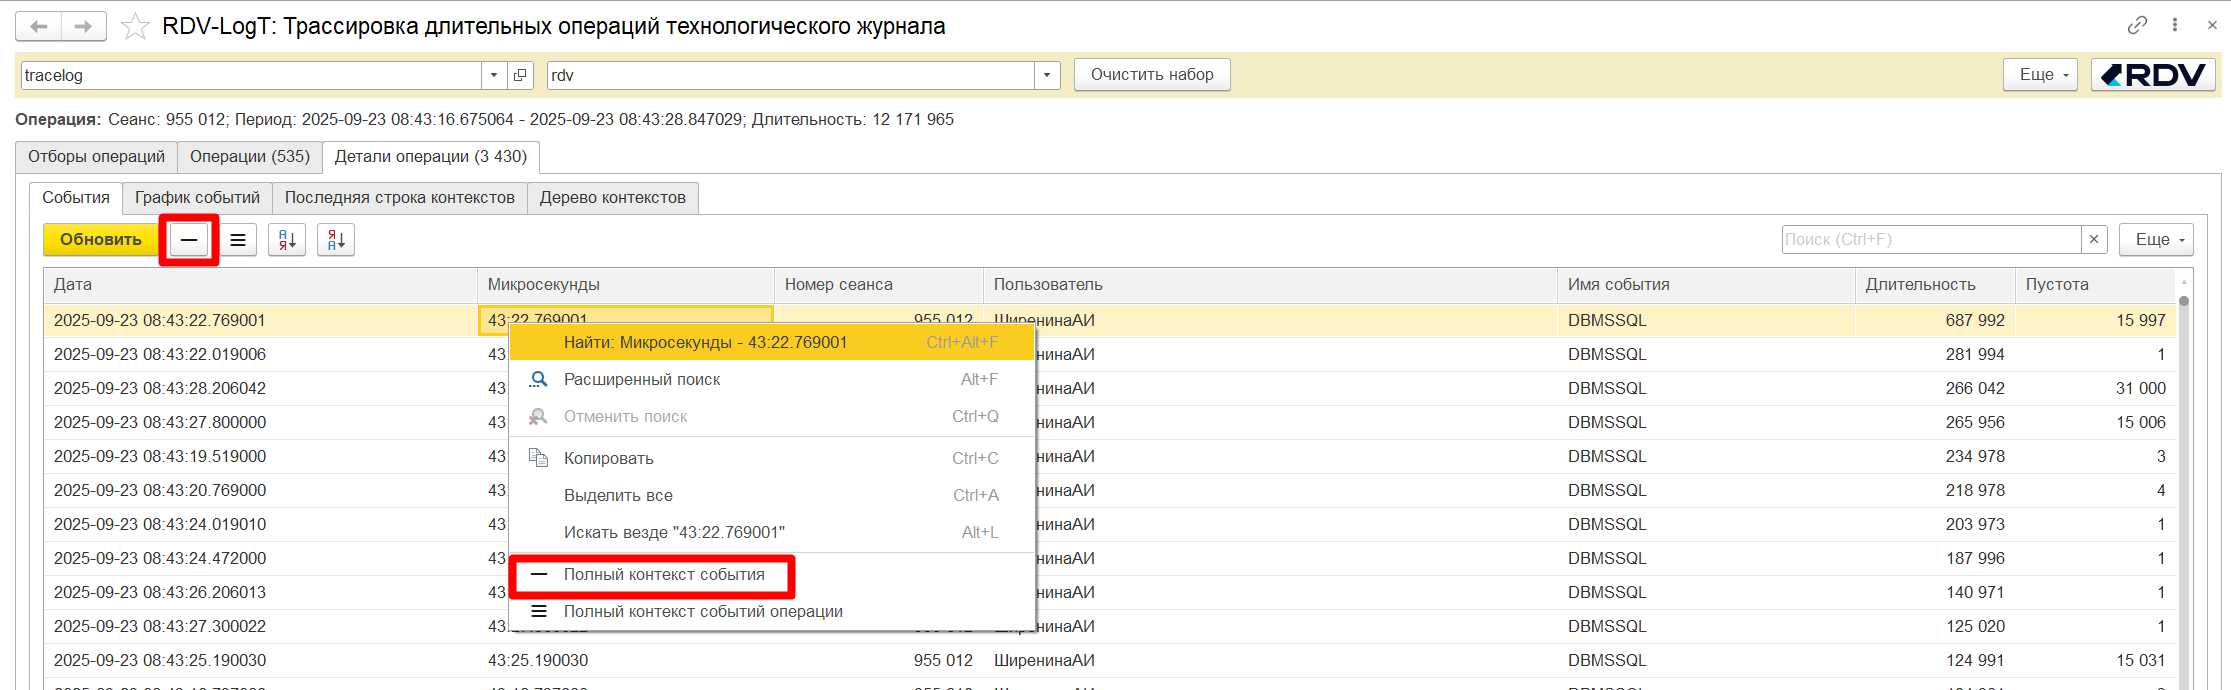 RDV-LogT: Трассировка длительных операций технологического журнала
tracelog rdv Очистить набор Еще RDV
Операция: Сеанс: 955 012; Период: 2025-09-23 08:43:16.675064 - 2025-09-23 08:43:28.847029; Длительность: 12 171 965
Отборы операций Операции (535) Детали операции (3 430)
События График событий Последняя строка контекстов Дерево контекстов
Обновить Поиск (Ctrl+F) Еще
Дата Микросекунды Номер сеанса Пользователь Имя события Длительность Пустота
2025-09-23 08:43:22.769001 43:22.769001 955 012 ШиренинаАИ DBMSSQL 687 992 15 997
Найти: Микросекунды - 43:22.769001 Ctrl+Alt+F
2025-09-23 08:43:22.019006 43: нинаАИ DBMSSQL 281 994 1
Расширенный поиск Alt+F
2025-09-23 08:43:28.206042 43: нинаАИ DBMSSQL 266 042 31 000
Отменить поиск Ctrl+Q
2025-09-23 08:43:27.800000 43: нинаАИ DBMSSQL 265 956 15 006
2025-09-23 08:43:19.519000 43: нинаАИ DBMSSQL 234 978 3
Копировать Ctrl+C
2025-09-23 08:43:20.769000 43: нинаАИ DBMSSQL 218 978 4
Выделить все Ctrl+A
2025-09-23 08:43:24.019010 43: нинаАИ DBMSSQL 203 973 1
Искать везде "43:22.769001" Alt+L
2025-09-23 08:43:24.472000 43: нинаАИ DBMSSQL 187 996 1
Полный контекст события
2025-09-23 08:43:26.206013 43: нинаАИ DBMSSQL 140 971 1
Полный контекст событий операции
2025-09-23 08:43:27.300022 нинаАИ DBMSSQL 125 020 1
2025-09-23 08:43:25.190030 43:25.190030 955 012 ШиренинаАИ DBMSSQL 124 991 15 031